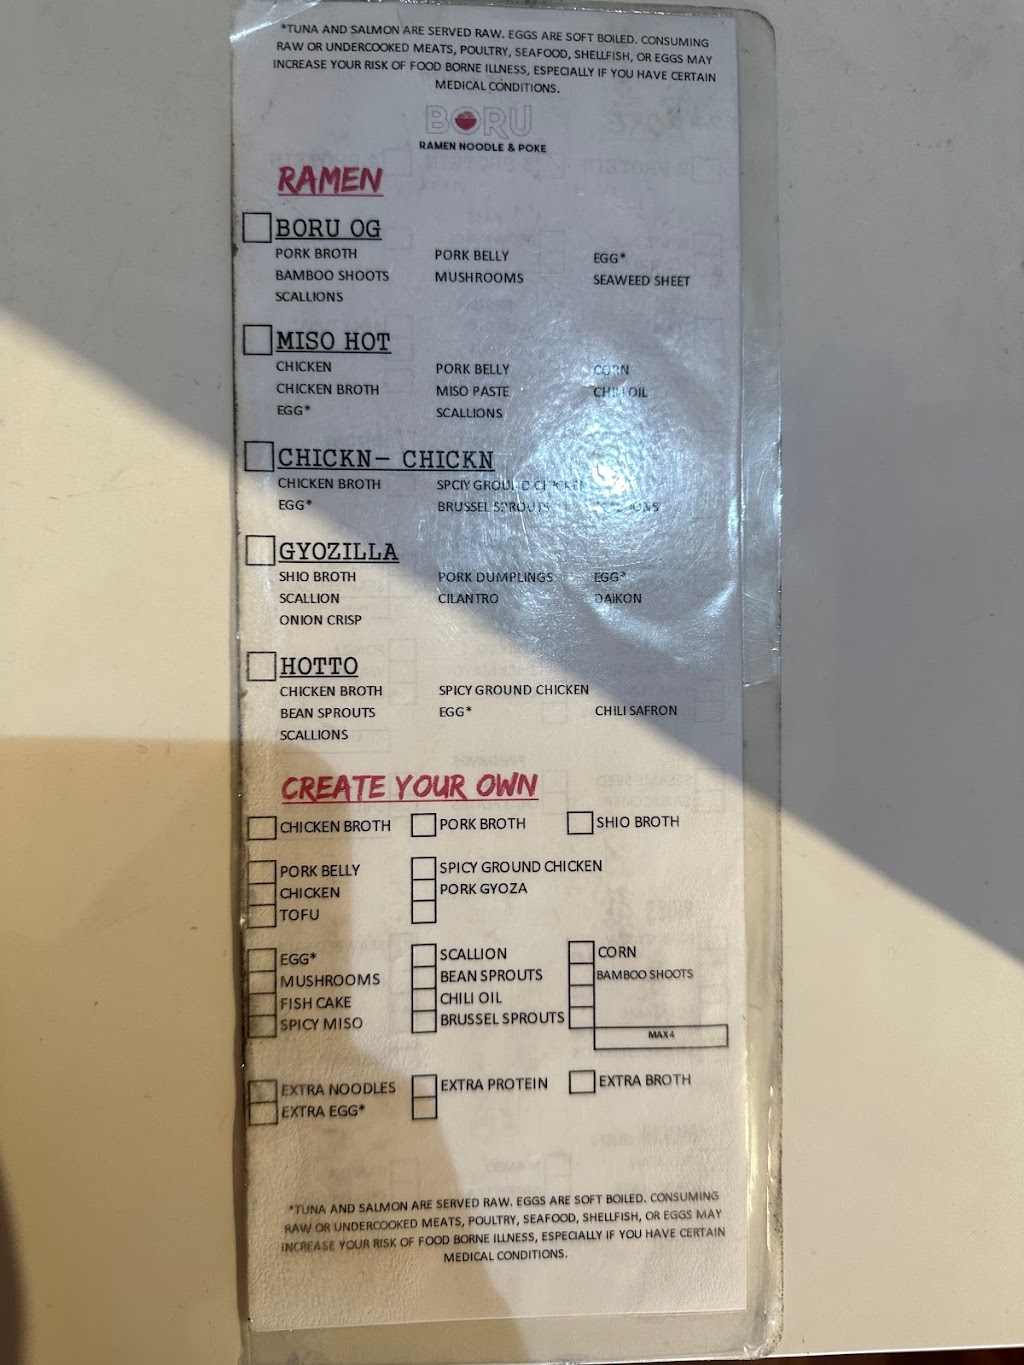 *TUNA AND SALMON ARE SERVED RAW. EGGS ARE SOFT BOILED. CONSUMING
RAW OR UNDERCOOKED MEATS, POULTRY, SEAFOOD, SHELLFISH, OR EGGS MAY
INCREASE YOUR RISK OF FOOD BORNE ILLNESS, ESPECIALLY IF YOU HAVE CERTAIN
MEDICAL CONDITIONS.
BORU
RAMEN NOODLE & POKE
RAMEN
BORU OG
PORK BROTH PORK BELLY EGG*
BAMBOO SHOOTS MUSHROOMS SEAWEED SHEET
SCALLIONS
MISO HOT
CHICKEN PORK BELLY CORN
CHICKEN BROTH MISO PASTE CHILI OIL
EGG* SCALLIONS
CHICKN- CHICKN
CHICKEN BROTH SPCIY GROUND CHICKEN
EGG* BRUSSEL SPROUTS
GYOZILLA
SHIO BROTH PORK DUMPLINGS EGG*
SCALLION CILANTRO DAIKON
ONION CRISP
HOTTO
CHICKEN BROTH SPICY GROUND CHICKEN
BEAN SPROUTS EGG* CHILI SAFRON
SCALLIONS
CREATE YOUR OWN
CHICKEN BROTH PORK BROTH SHIO BROTH
PORK BELLY SPICY GROUND CHICKEN
CHICKEN PORK GYOZA
TOFU
EGG* SCALLION CORN
MUSHROOMS BEAN SPROUTS BAMBOO SHOOTS
FISH CAKE CHILI OIL
SPICY MISO BRUSSEL SPROUTS
MAX 4
EXTRA NOODLES EXTRA PROTEIN EXTRA BROTH
EXTRA EGG*
*TUNA AND SALMON ARE SERVED RAW. EGGS ARE SOFT BOILED. CONSUMING
RAW OR UNDERCOOKED MEATS, POULTRY, SEAFOOD, SHELLFISH, OR EGGS MAY
INCREASE YOUR RISK OF FOOD BORNE ILLNESS, ESPECIALLY IF YOU HAVE CERTAIN
MEDICAL CONDITIONS.